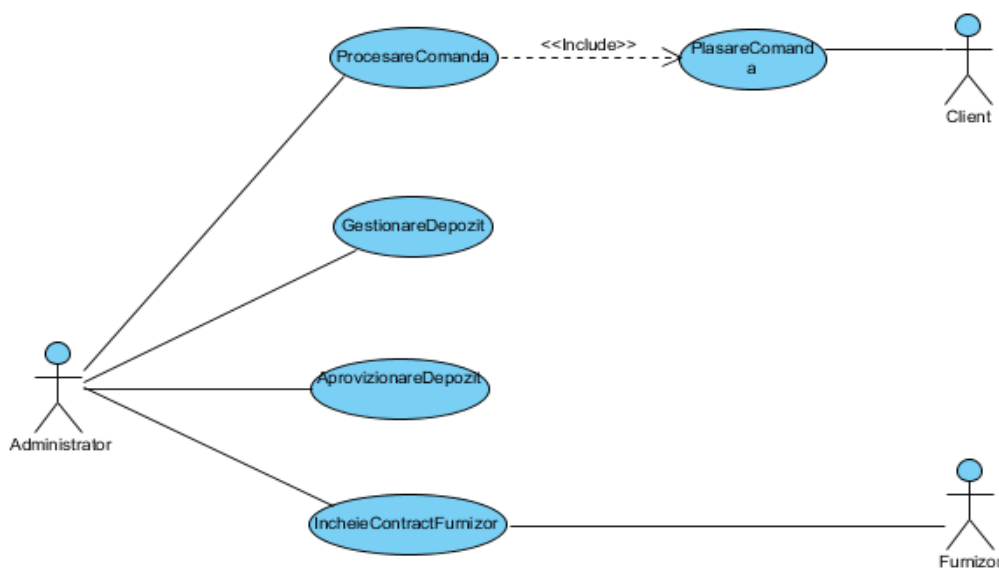 ProcesareComanda
<<Include>>
PlasareComand
a
Client
GestionareDepozit
AprovizionareDepozit
Administrator
IncheieContractFurnizor
Furnizor